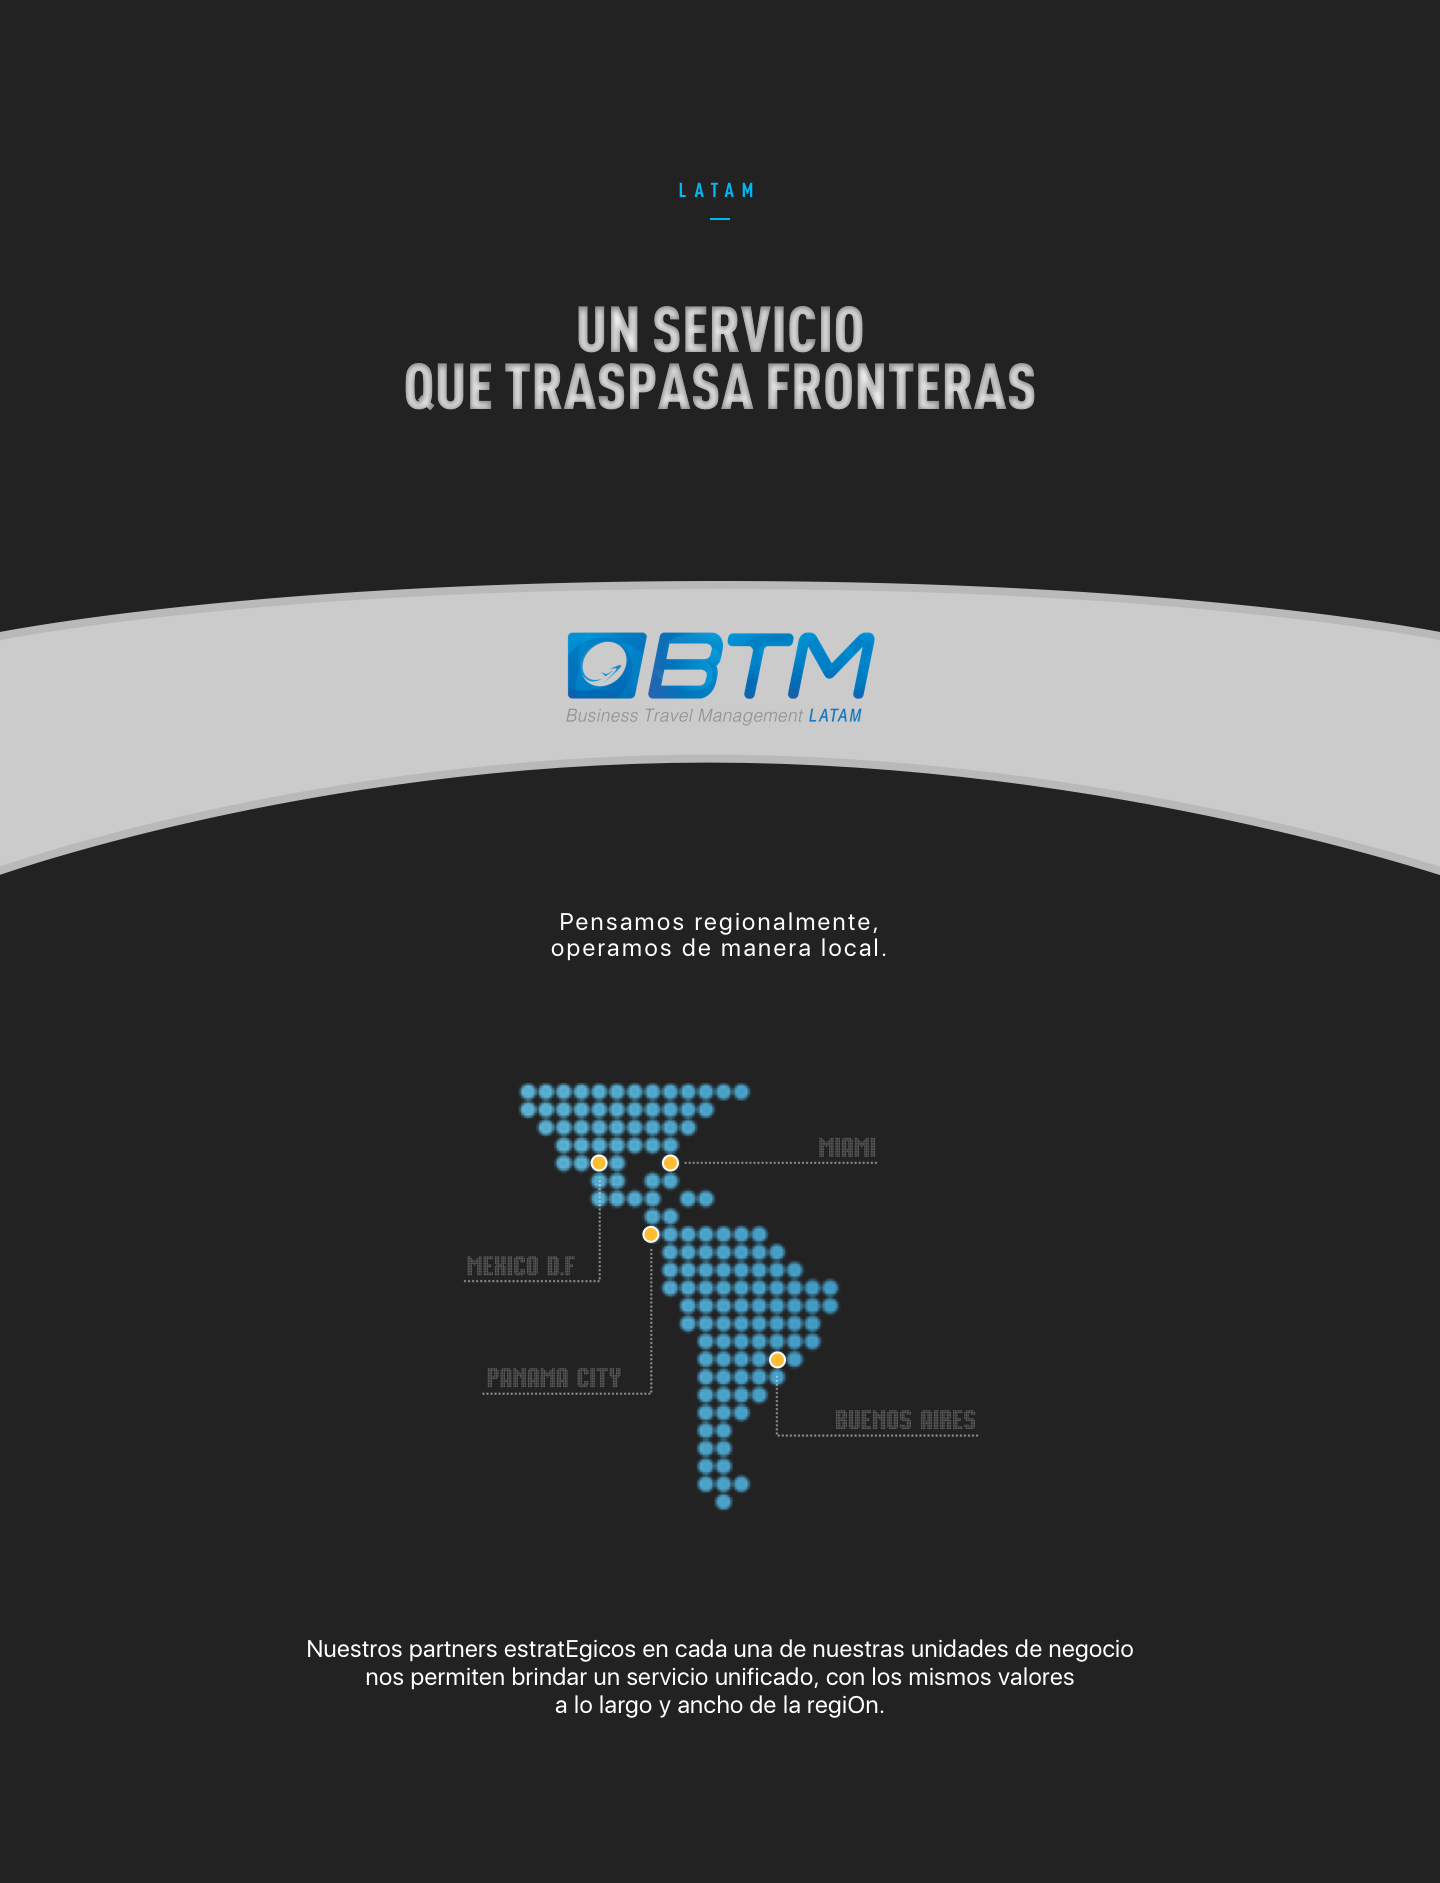 LATAM
UN SERVICIO
QUE TRASPASA FRONTERAS
BTM
Business Travel Management LATAM
Pensamos regionalmente,
operamos de manera local.
MIAMI
MEXICO D.F
PANAMA CITY
BUENOS AIRES
Nuestros partners estratEgicos en cada una de nuestras unidades de negocio
nos permiten brindar un servicio unificado, con los mismos valores
a lo largo y ancho de la regiOn.